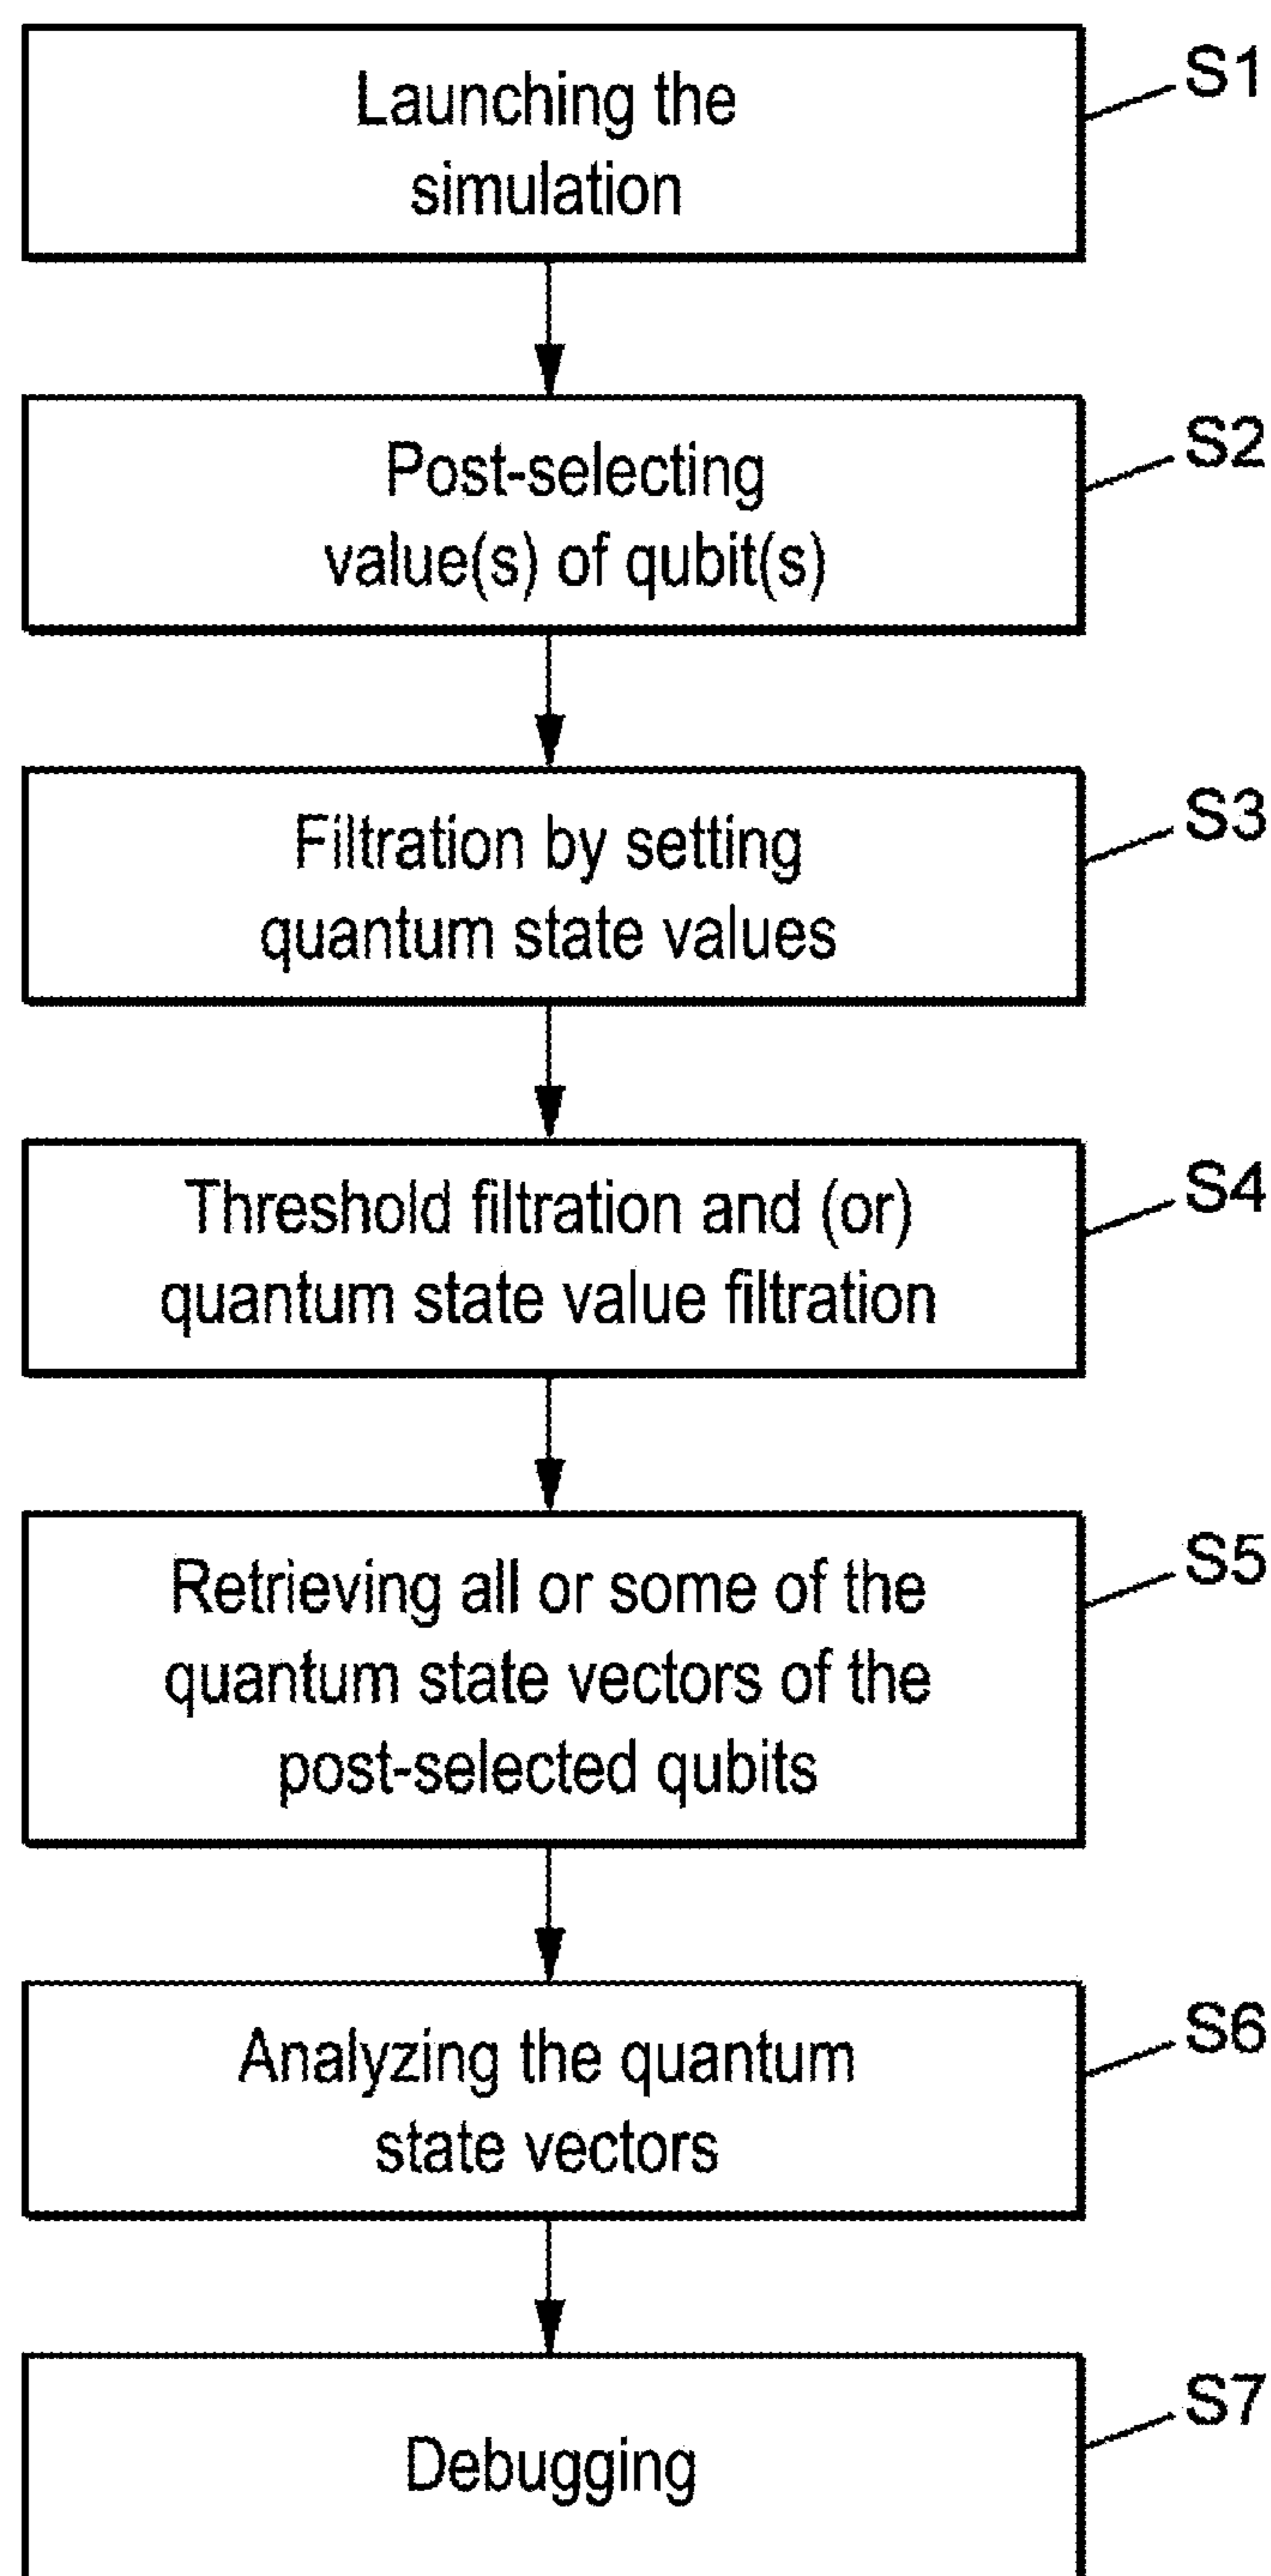 Launching the
simulation
S1
Post-selecting
value(s) of qubit(s)
S2
Filtration by setting
quantum state values
S3
Threshold filtration and (or)
quantum state value filtration
S4
Retrieving all or some of the
quantum state vectors of the
post-selected qubits
S5
Analyzing the quantum
state vectors
S6
Debugging
S7